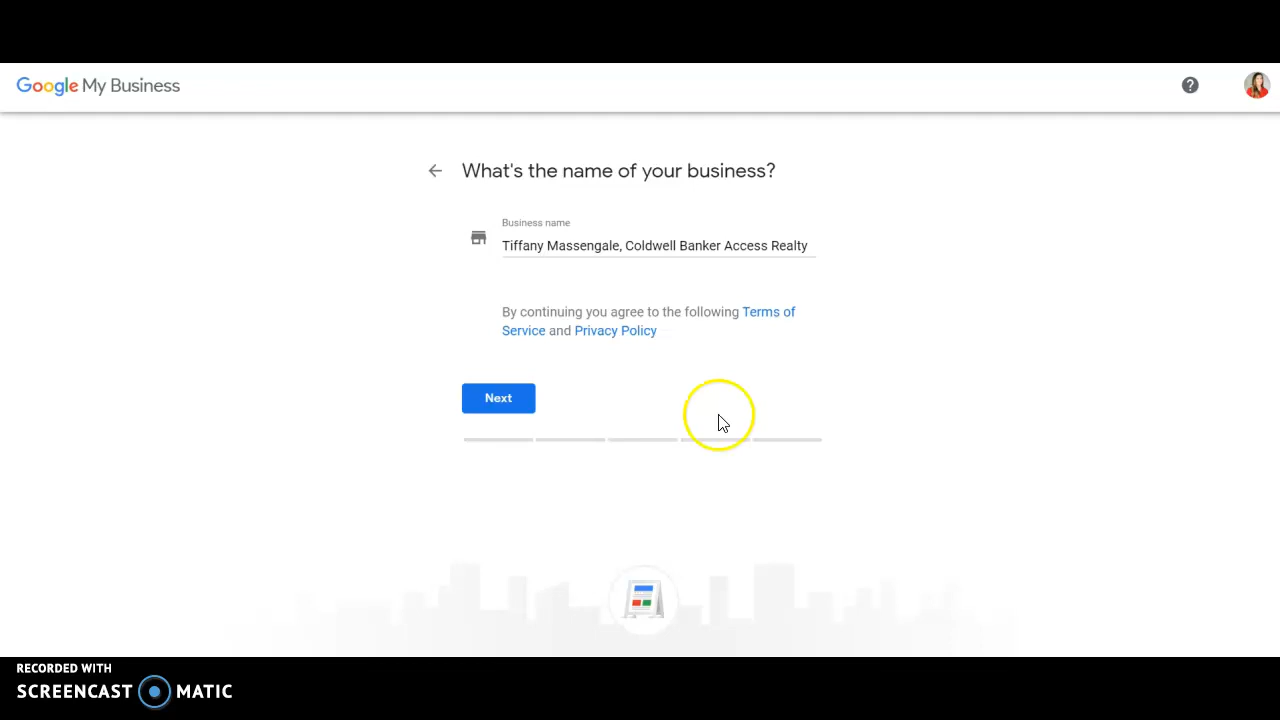 Google My Business
What's the name of your business?
Business name
Tiffany Massengale, Coldwell Banker Access Realty
By continuing you agree to the following Terms of
Service and Privacy Policy
Next
RECORDED WITH
SCREENCAST MATIC